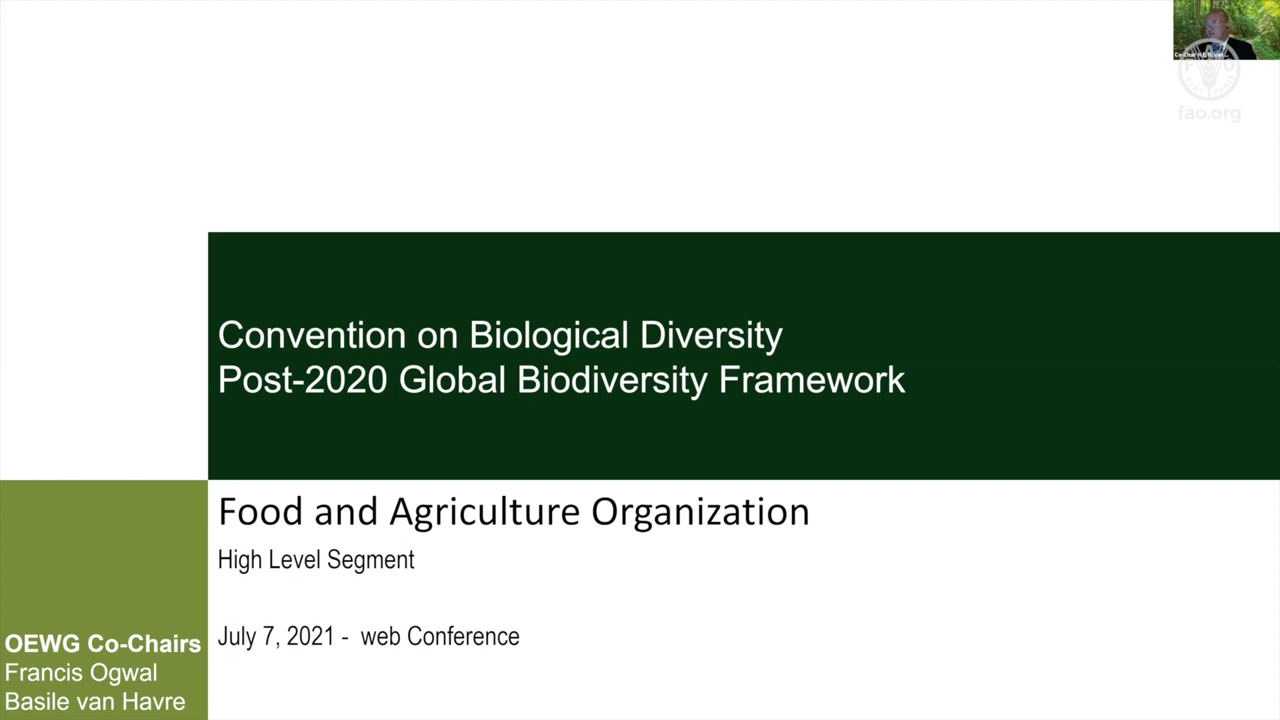 fao.org
Convention on Biological Diversity
Post-2020 Global Biodiversity Framework
Food and Agriculture Organization
High Level Segment
July 7, 2021 - web Conference
OEWG Co-Chairs
Francis Ogwal
Basile van Havre